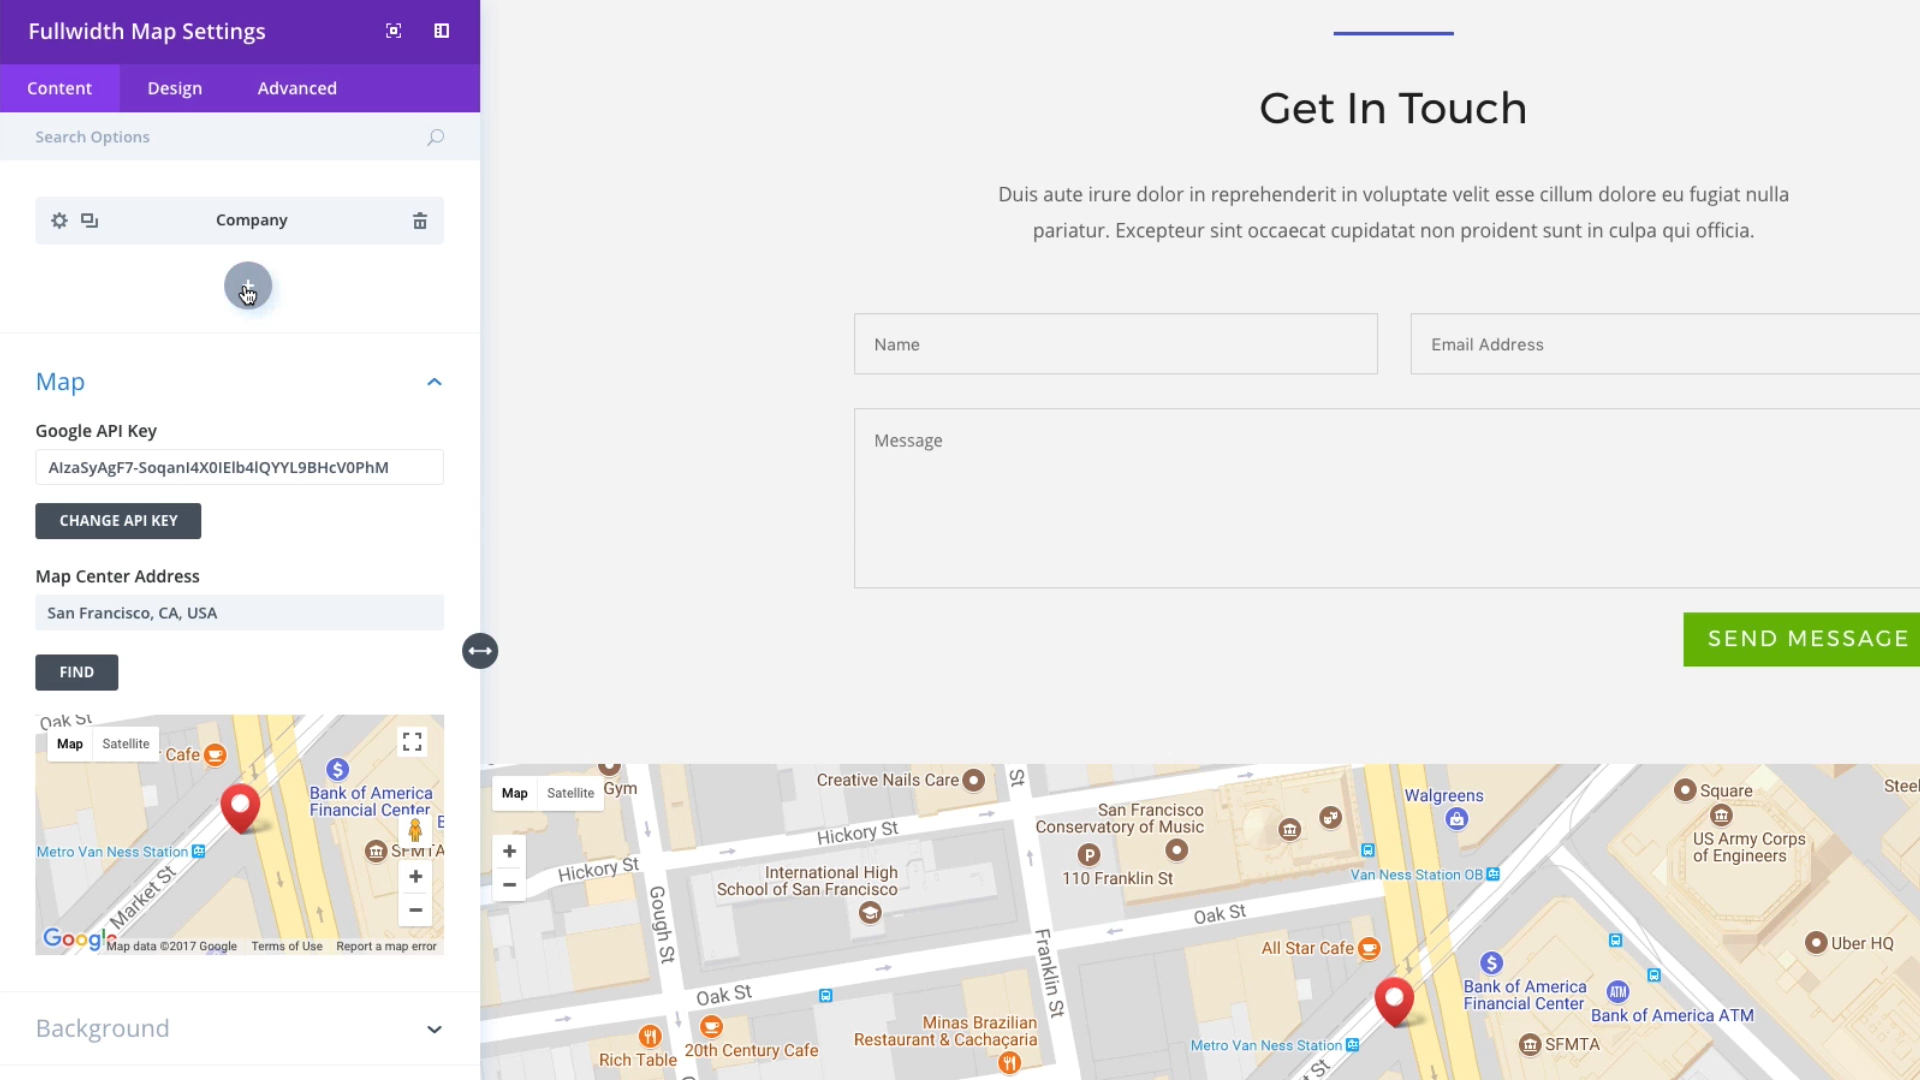 Fullwidth Map Settings
Content
Design
Advanced
Search Options
Company
Map
Google API Key
AIzaSyAgF7-SoqanI4X0IElb4lQYYL9BHcV0PhM
CHANGE API KEY
Map Center Address
San Francisco, CA, USA
FIND
Oak St
Map
Satellite
Cafe
Bank of America
Financial Center
Metro Van Ness Station
SFMTA
Market St
Google
Map data ©2017 Google
Terms of Use
Report a map error
Background
Get In Touch
Duis aute irure dolor in reprehenderit in voluptate velit esse cillum dolore eu fugiat nulla
pariatur. Excepteur sint occaecat cupidatat non proident sunt in culpa qui officia.
Name
Email Address
Message
SEND MESSAGE
Map
Satellite
Gym
Creative Nails Care
St
San Francisco
Conservatory of Music
Walgreens
Square
Steel
US Army Corps
of Engineers
Hickory St
Hickory St
International High
School of San Francisco
P
110 Franklin St
Van Ness Station OB
Gough St
Oak St
Franklin St
All Star Cafe
Uber HQ
Bank of America
Financial Center
ATM
Bank of America ATM
Oak St
Minas Brazilian
Restaurant & Cachaçaria
Rich Table
20th Century Cafe
Metro Van Ness Station
SFMTA
St